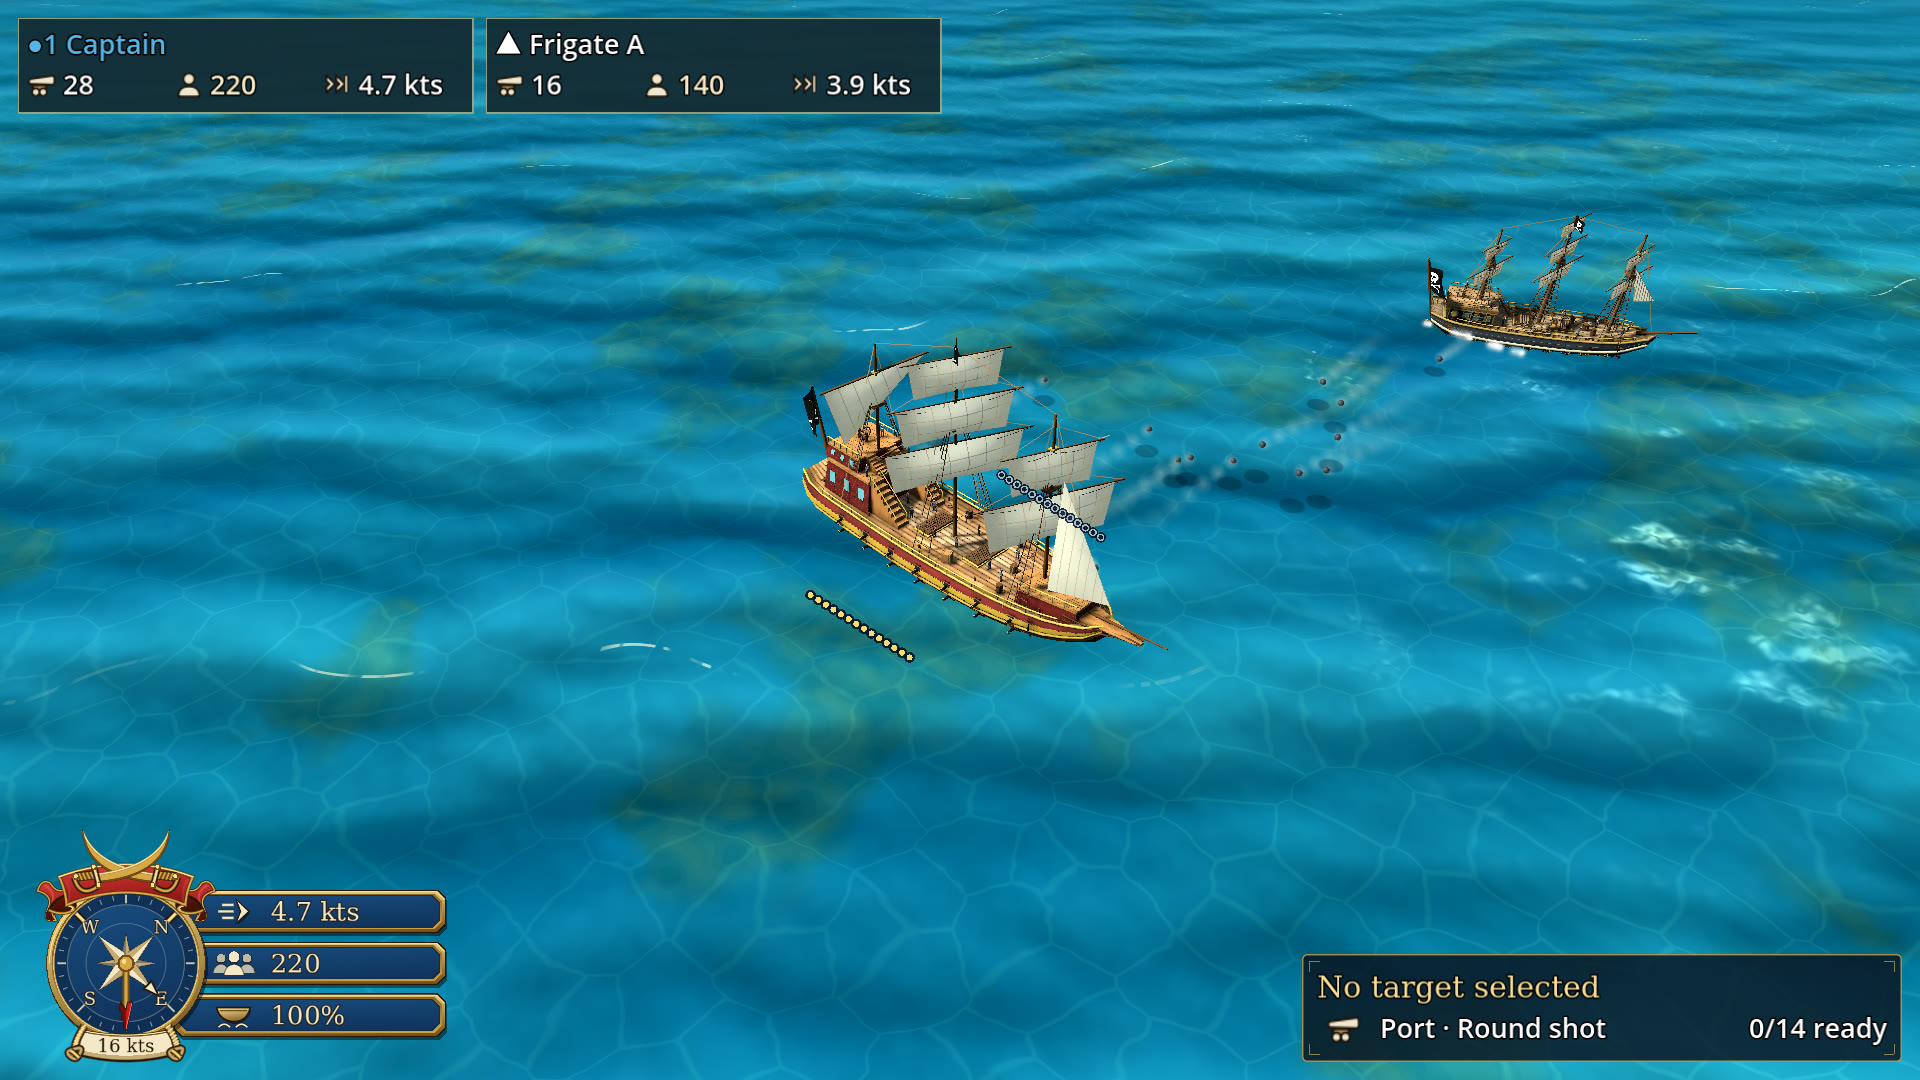 1 Captain
28 220 4.7 kts
Frigate A
16 140 3.9 kts
W N
S E
16 kts
4.7 kts
220
100%
No target selected
Port · Round shot 0/14 ready